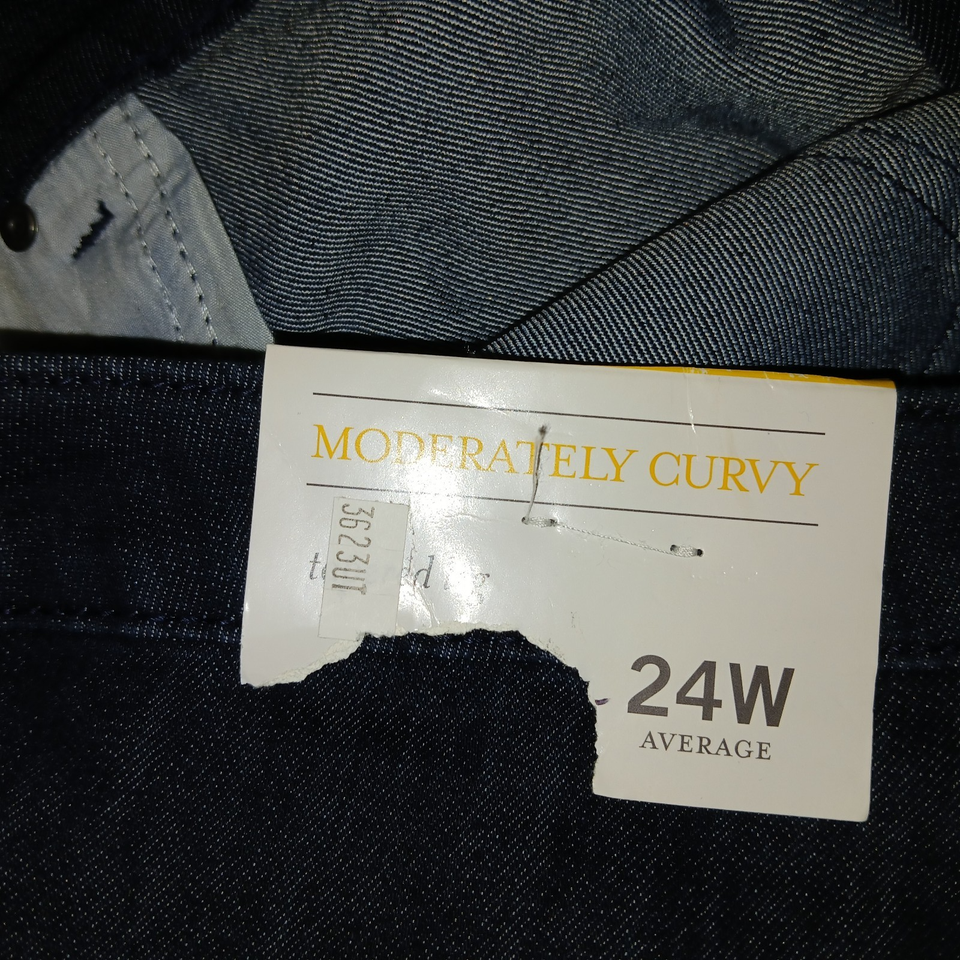 MODERATELY CURVY
3623UT
24W
AVERAGE